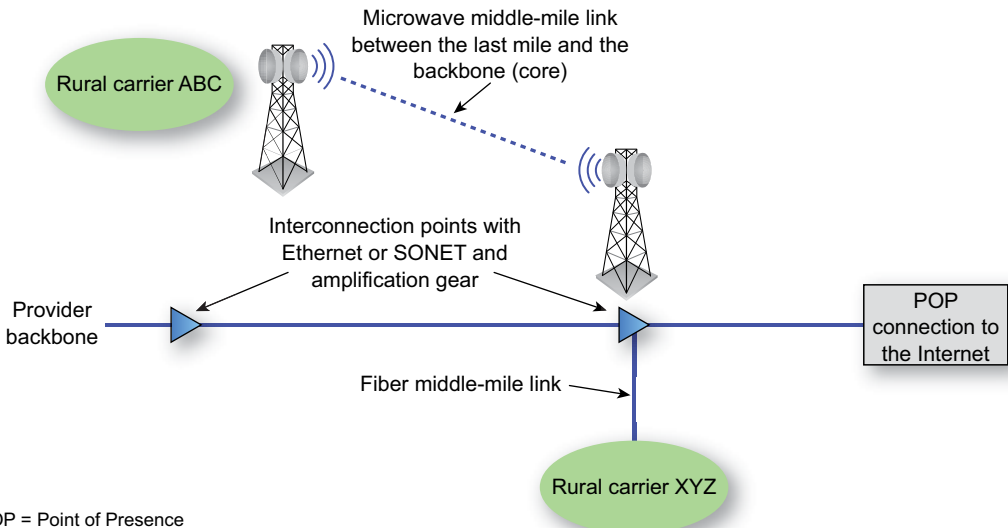 Microwave middle-mile link
between the last mile and the
backbone (core)
Rural carrier ABC
Interconnection points with
Ethernet or SONET and
amplification gear
Provider
backbone
POP
connection to
the Internet
Fiber middle-mile link
Rural carrier XYZ
OP = Point of Presence